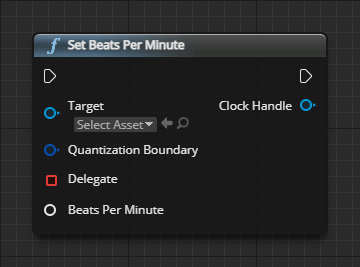 f Set Beats Per Minute
Target
Clock Handle
Select Asset
Quantization Boundary
Delegate
Beats Per Minute